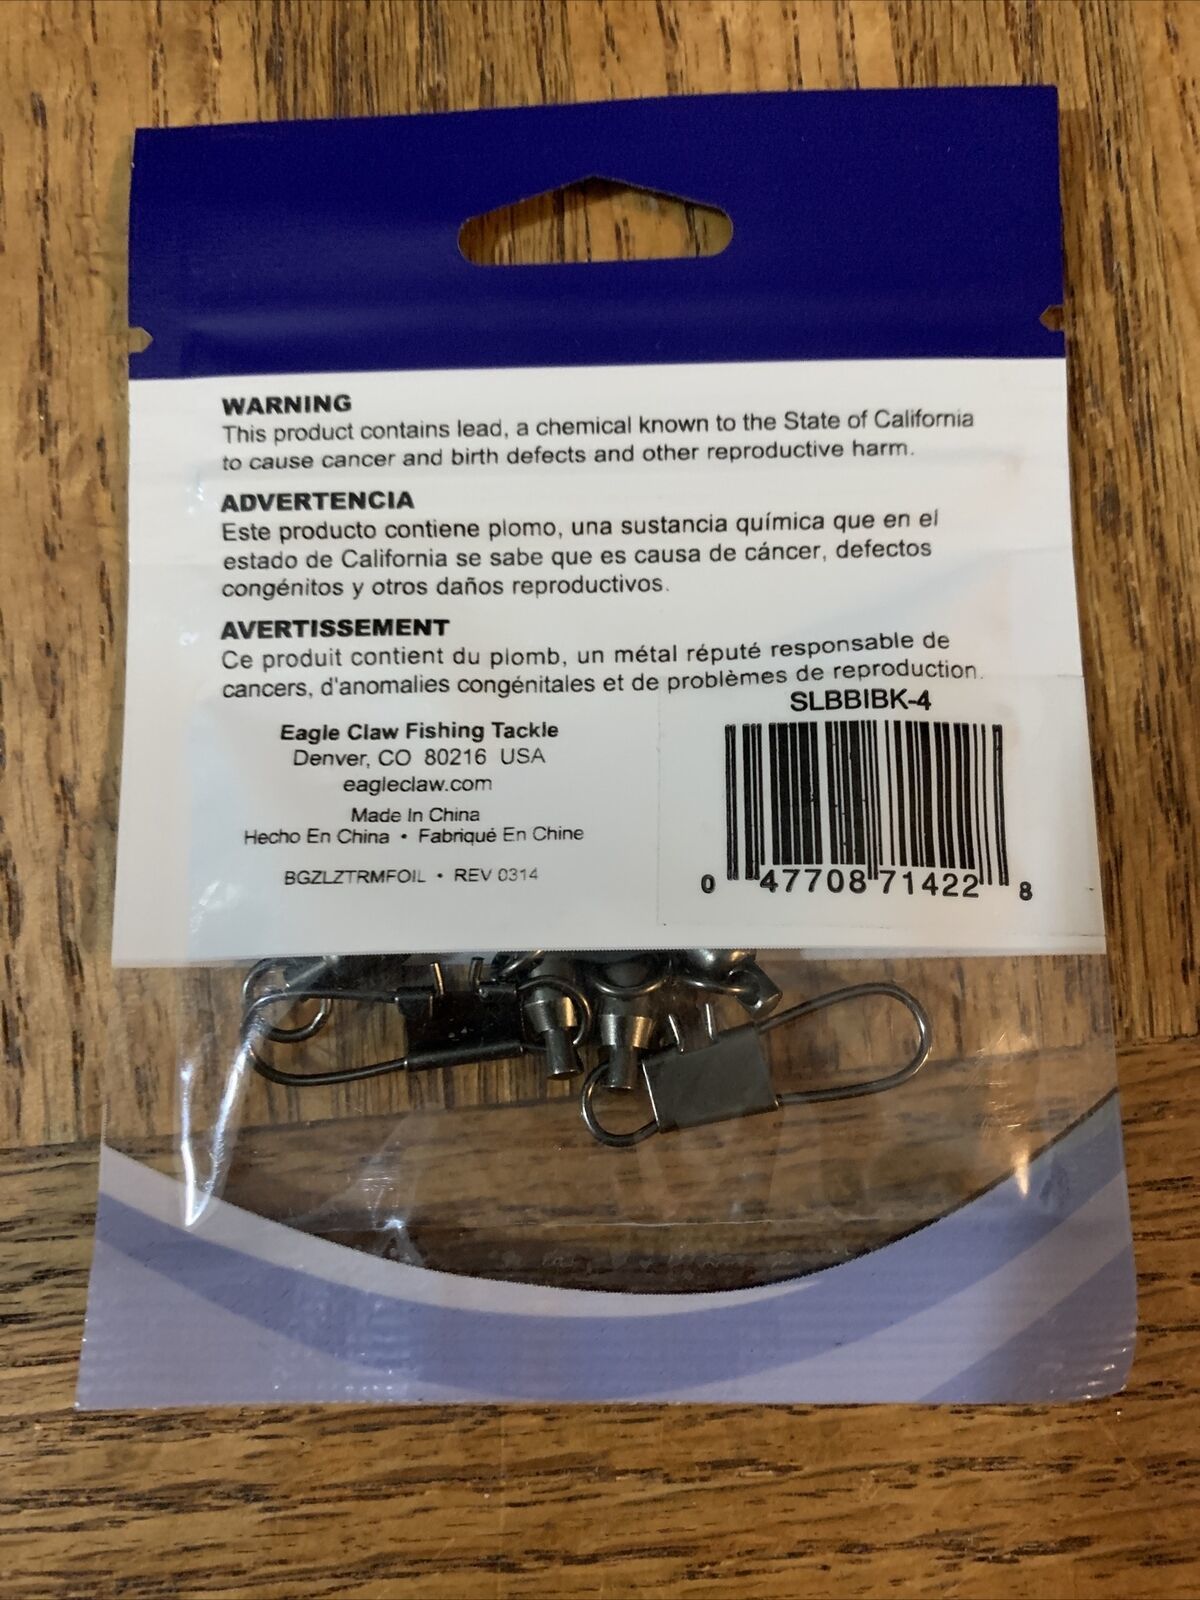 WARNING
This product contains lead, a chemical known to the State of California
to cause cancer and birth defects and other reproductive harm.
ADVERTENCIA
Este producto contiene plomo, una sustancia química que en el
estado de California se sabe que es causa de cáncer, defectos
congénitos y otros daños reproductivos.
AVERTISSEMENT
Ce produit contient du plomb, un métal réputé responsable de
cancers, d'anomalies congénitales et de problèmes de reproduction.
Eagle Claw Fishing Tackle
Denver, CO 80216 USA
eagleclaw.com
Made In China
Hecho En China • Fabriqué En Chine
BGZLZTRMFOIL • REV 0314
SLBBIBK-4
0 47708 71422 8